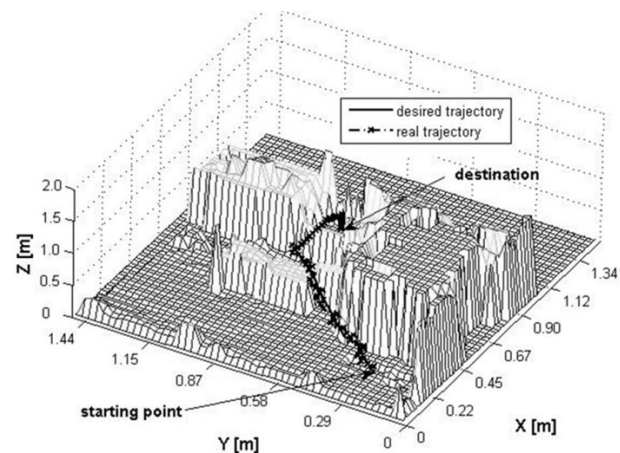 desired trajectory
real trajectory
destination
2.0
1.5
1.0
0.5
0
Z [m]
1.44
1.15
0.87
0.58
0.29
0
Y [m]
0
0.22
0.45
0.67
0.90
1.12
1.34
X [m]
starting point